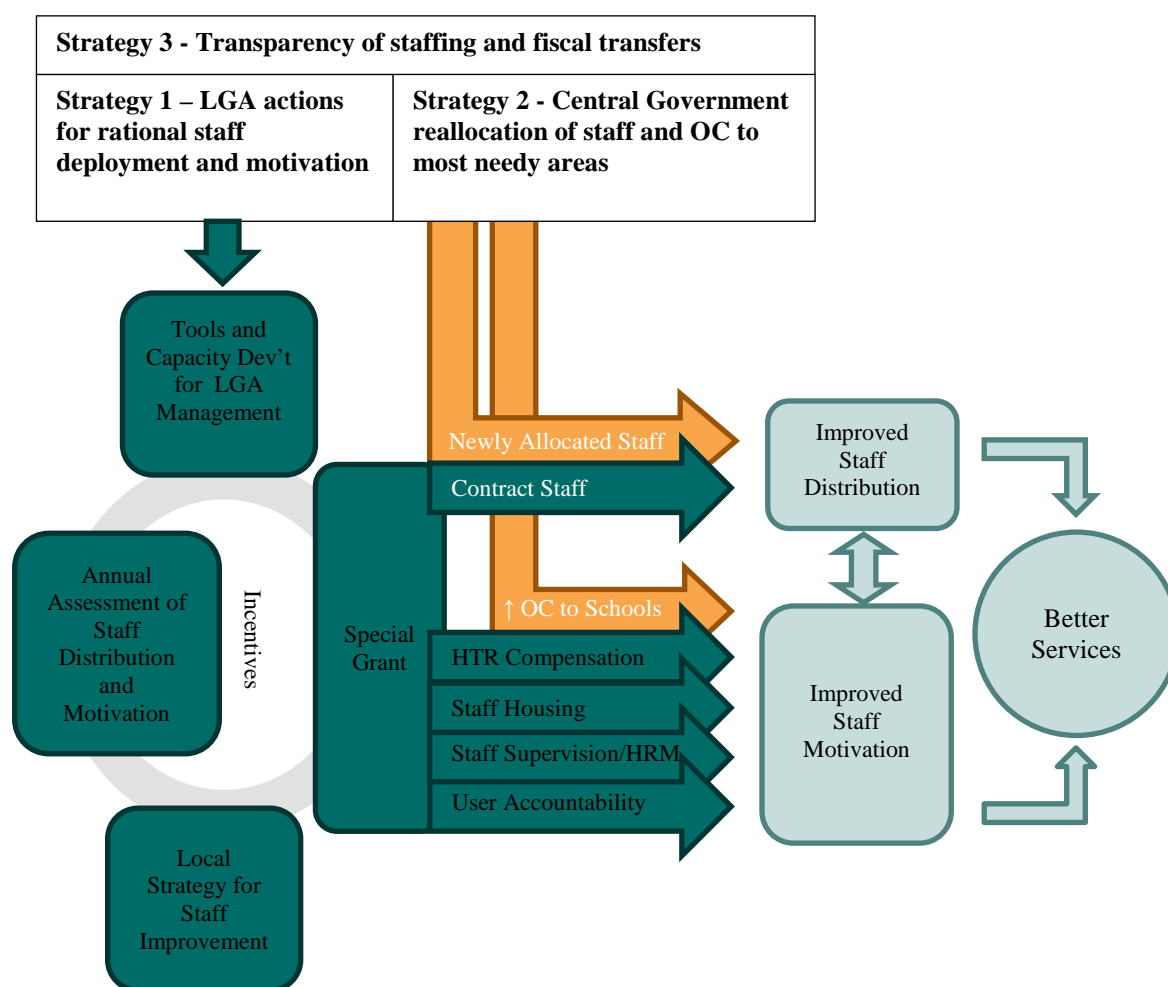 Strategy 3 - Transparency of staffing and fiscal transfers
Strategy 1 – LGA actions
for rational staff
deployment and motivation
Strategy 2 - Central Government
reallocation of staff and OC to
most needy areas
Tools and
Capacity Dev't
for LGA
Management
Newly Allocated Staff
Contract Staff
Improved
Staff
Distribution
Annual
Assessment of
Staff
Distribution
and
Motivation
Incentives
Special
Grant
↑ OC to Schools
HTR Compensation
Staff Housing
Staff Supervision/HRM
User Accountability
Improved
Staff
Motivation
Better
Services
Local
Strategy for
Staff
Improvement